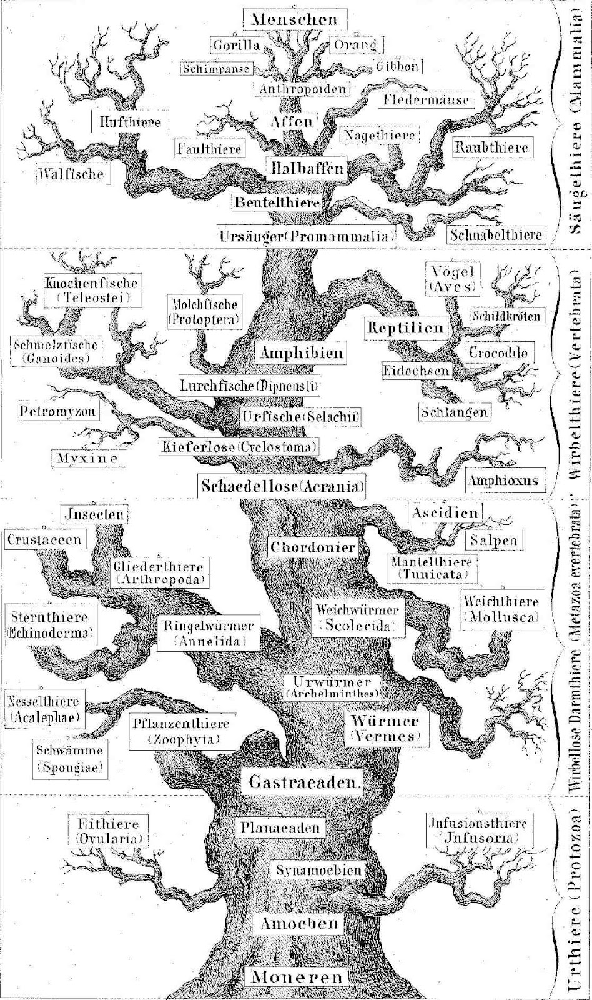 Menschen
Gorilla
Orang
Schimpanse
Gibbon
Anthropoiden
Fledermäuse
Hufthiere
Affen
Nagethiere
Faulthiere
Raubthiere
Walfische
Halbaffen
Beutelthiere
Ursäuger (Promammalia)
Schnabelthiere
Säugethiere (Mammalia)
Knochenfische
(Teleostei)
Vögel
(Aves)
Molchfische
(Protoptera)
Schildkröten
Reptilien
Schmelzfische
(Ganoides)
Amphibien
Crocodile
Eidechsen
Lurchfische (Dipneusti)
Petromyzon
Urfische (Selachii)
Schlangen
Kieferlose (Cyclostoma)
Myxine
Schaedellose (Acrania)
Amphioxus
Wirbelthiere (Vertebrata)
Jnsecten
Ascidien
Crustaceen
Chordonier
Salpen
Gliederthiere
(Arthropoda)
Mantelthiere
(Tunicata)
Sternthiere
(Echinoderma)
Ringelwürmer
(Annelida)
Weichwürmer
(Scolecida)
Weichthiere
(Mollusca)
Urwürmer
(Archelminthes)
Nesselthiere
(Acalephae)
Pflanzenthiere
(Zoophyta)
Würmer
(Vermes)
Schwämme
(Spongiae)
Gastraeaden.
Wirbellose Darmthiere (Metazoa evertebrata)
Eithiere
(Ovularia)
Planaeaden
Jnfusionsthiere
(Jnfusoria)
Synamoebien
Amoeben
Moneren
Urthiere (Protozoa)